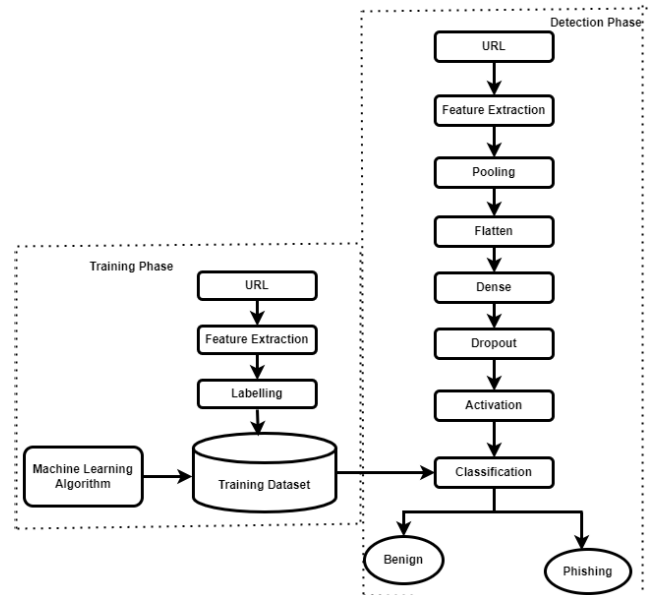 Detection Phase
URL
Feature Extraction
Pooling
Flatten
Dense
Dropout
Activation
Classification
Benign
Phishing
Training Phase
URL
Feature Extraction
Labelling
Machine Learning
Algorithm
Training Dataset